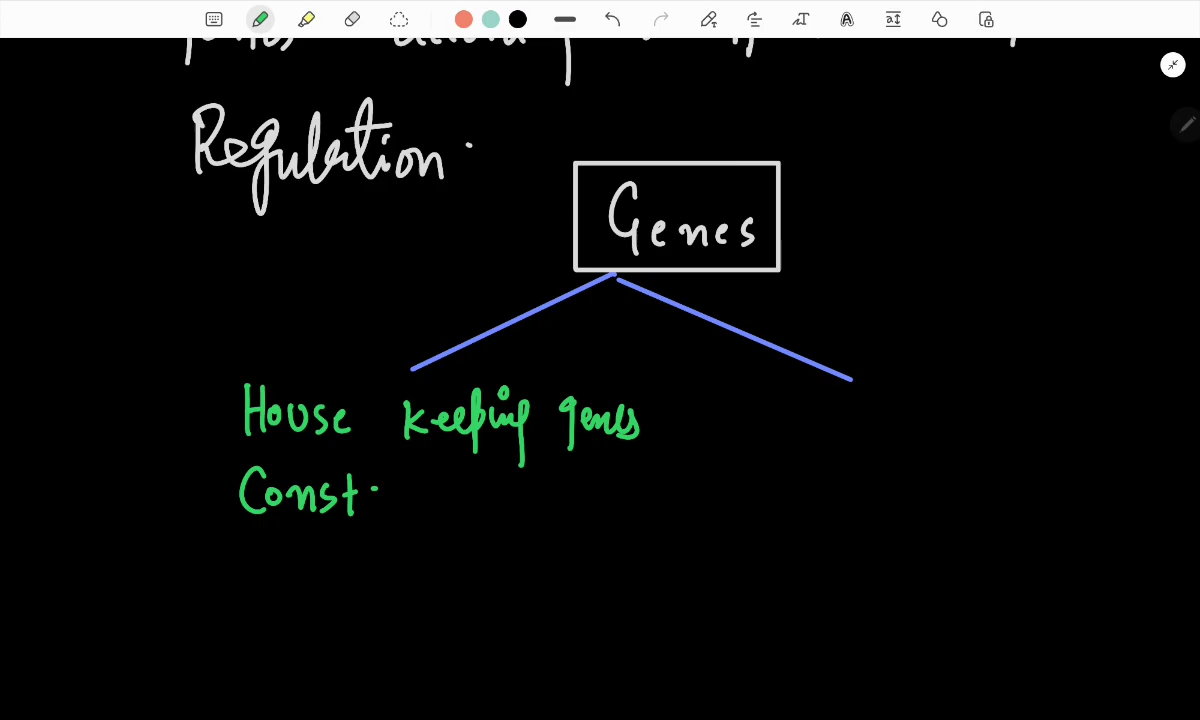 Regulation.
Genes
House keeping genes
Const.